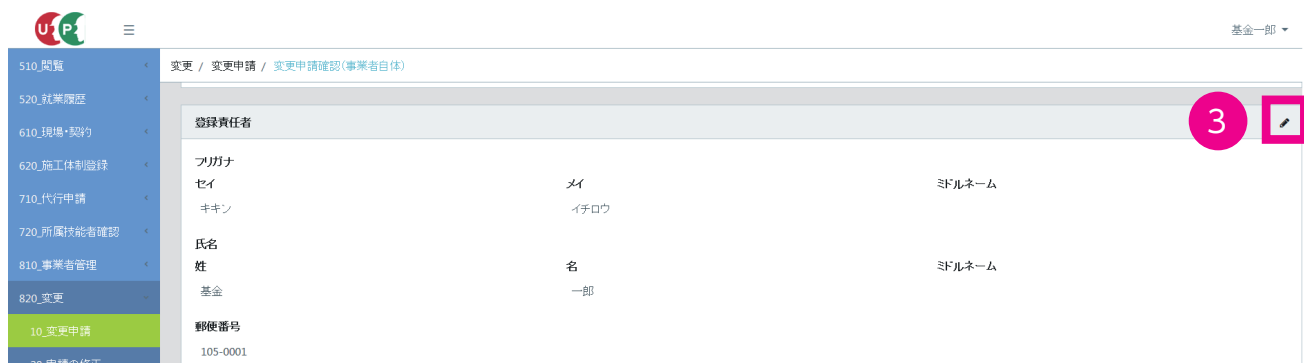 UP
基金一郎
510_閲覧
変更 / 変更申請 / 変更申請確認(事業者自体)
520_就業履歴
610_現場・契約
620_施工体制登録
710_代行申請
720_所属技能者確認
810_事業者管理
820_変更
10_変更申請
登録責任者
3
フリガナ
セイ メイ ミドルネーム
キキン イチロウ
氏名
姓 名 ミドルネーム
基金 一郎
郵便番号
105-0001